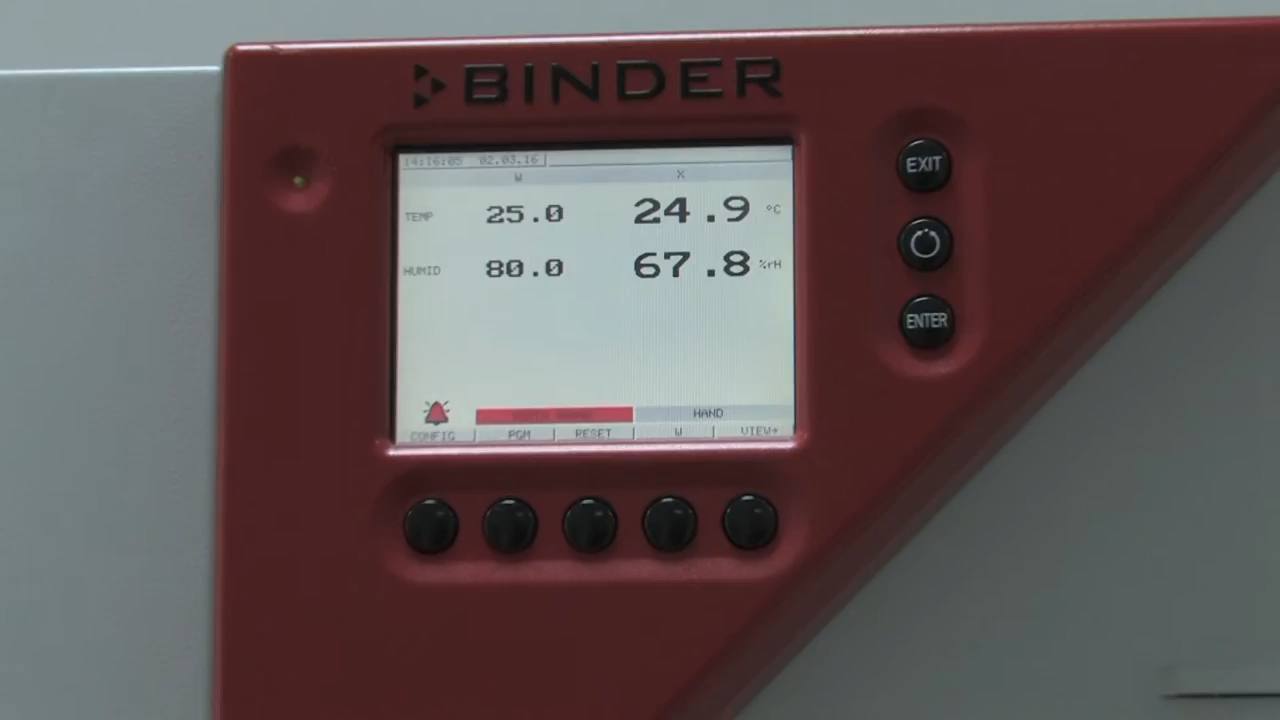 BINDER
14:16:05 02.03.16
W X
TEMP 25.0 24.9 °C
HUMID 80.0 67.8 %rH
HAND
CONFIG PGM RESET W VIEW→
EXIT
ENTER